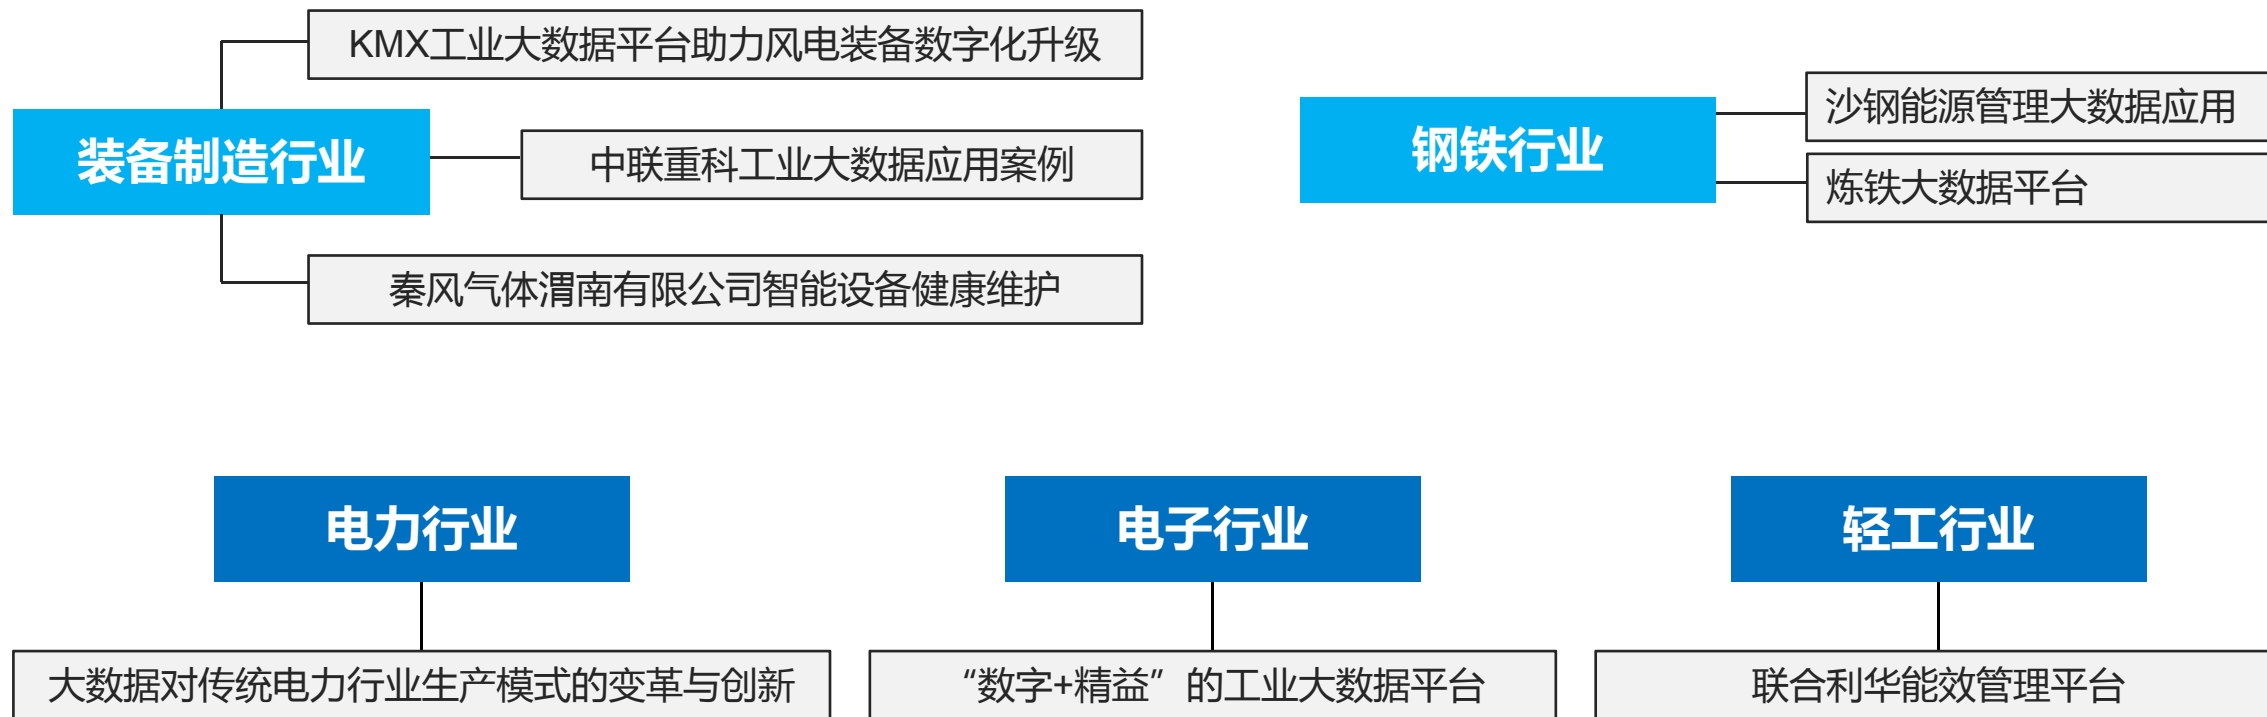 KMX工业大数据平台助力风电装备数字化升级
装备制造行业
中联重科工业大数据应用案例
秦风气体渭南有限公司智能设备健康维护
钢铁行业
沙钢能源管理大数据应用
炼铁大数据平台
电力行业
大数据对传统电力行业生产模式的变革与创新
电子行业
“数字+精益”的工业大数据平台
轻工行业
联合利华能效管理平台